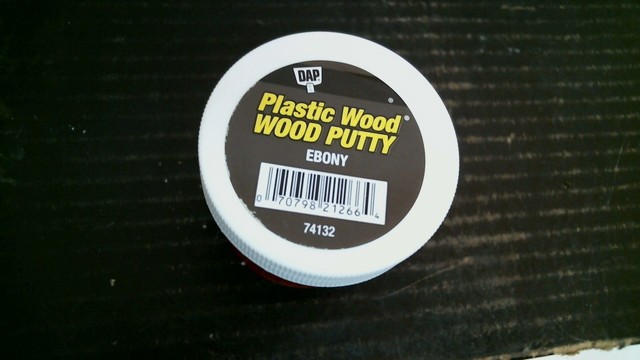 DAP
Plastic Wood®
WOOD PUTTY
EBONY
0 70798 21266 4
74132